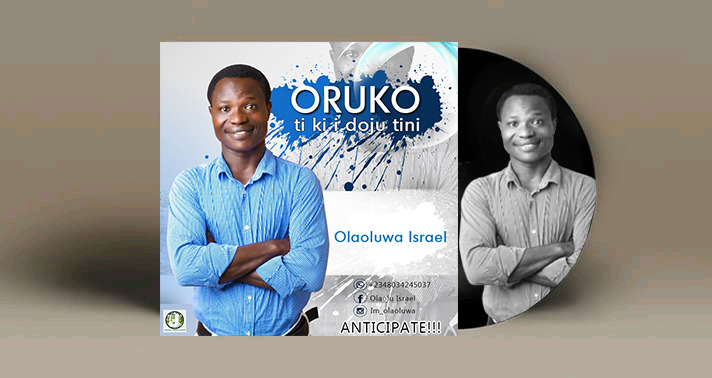 ORUKO
ti ki i doju tini
Olaoluwa Israel
+2348034245037
Olaolu Israel
Im_olaoluwa
ANTICIPATE!!!